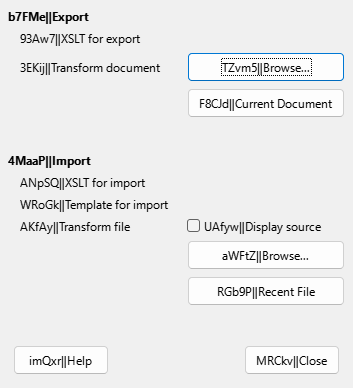 b7FMe||Export
93Aw7||XSLT for export
3EKij||Transform document
TZvm5||Browse...
F8CJd||Current Document
4MaaP||Import
ANpSQ||XSLT for import
WRoGk||Template for import
AKfAy||Transform file
UAfyw||Display source
aWFtZ||Browse...
RGb9P||Recent File
imQxr||Help
MRCkv||Close